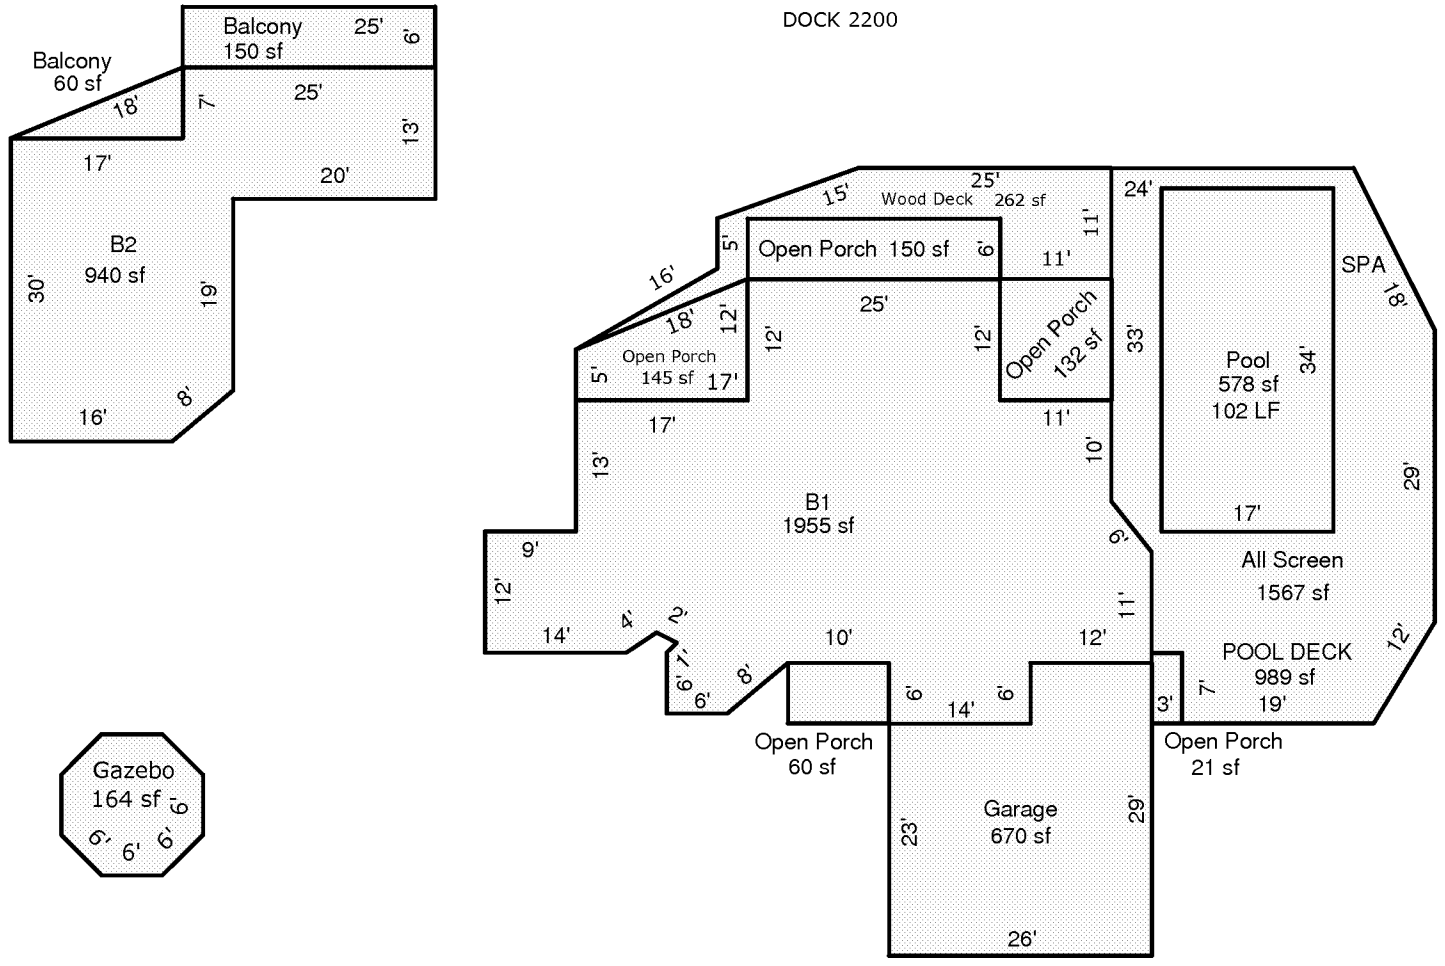 DOCK 2200
Balcony
150 sf
25'
6'
Balcony
60 sf
18'
7'
25'
13'
17'
20'
B2
940 sf
30'
19'
8'
16'
15'
25'
Wood Deck 262 sf
11'
24'
5'
Open Porch 150 sf
6'
11'
SPA
18'
16'
18'
12'
12'
25'
12'
Open Porch
132 sf
33'
Open Porch
145 sf
5'
17'
Pool
578 sf
102 LF
34'
17'
11'
10'
17'
13'
29'
B1
1955 sf
9'
6'
All Screen
1567 sf
12'
11'
14'
4'
2'
1'
6'
6'
8'
10'
12'
12'
POOL DECK
989 sf
19'
7'
3'
6'
14'
6'
Open Porch
60 sf
Open Porch
21 sf
Garage
670 sf
23'
29'
26'
Gazebo
164 sf
6'
6'
6'
6'